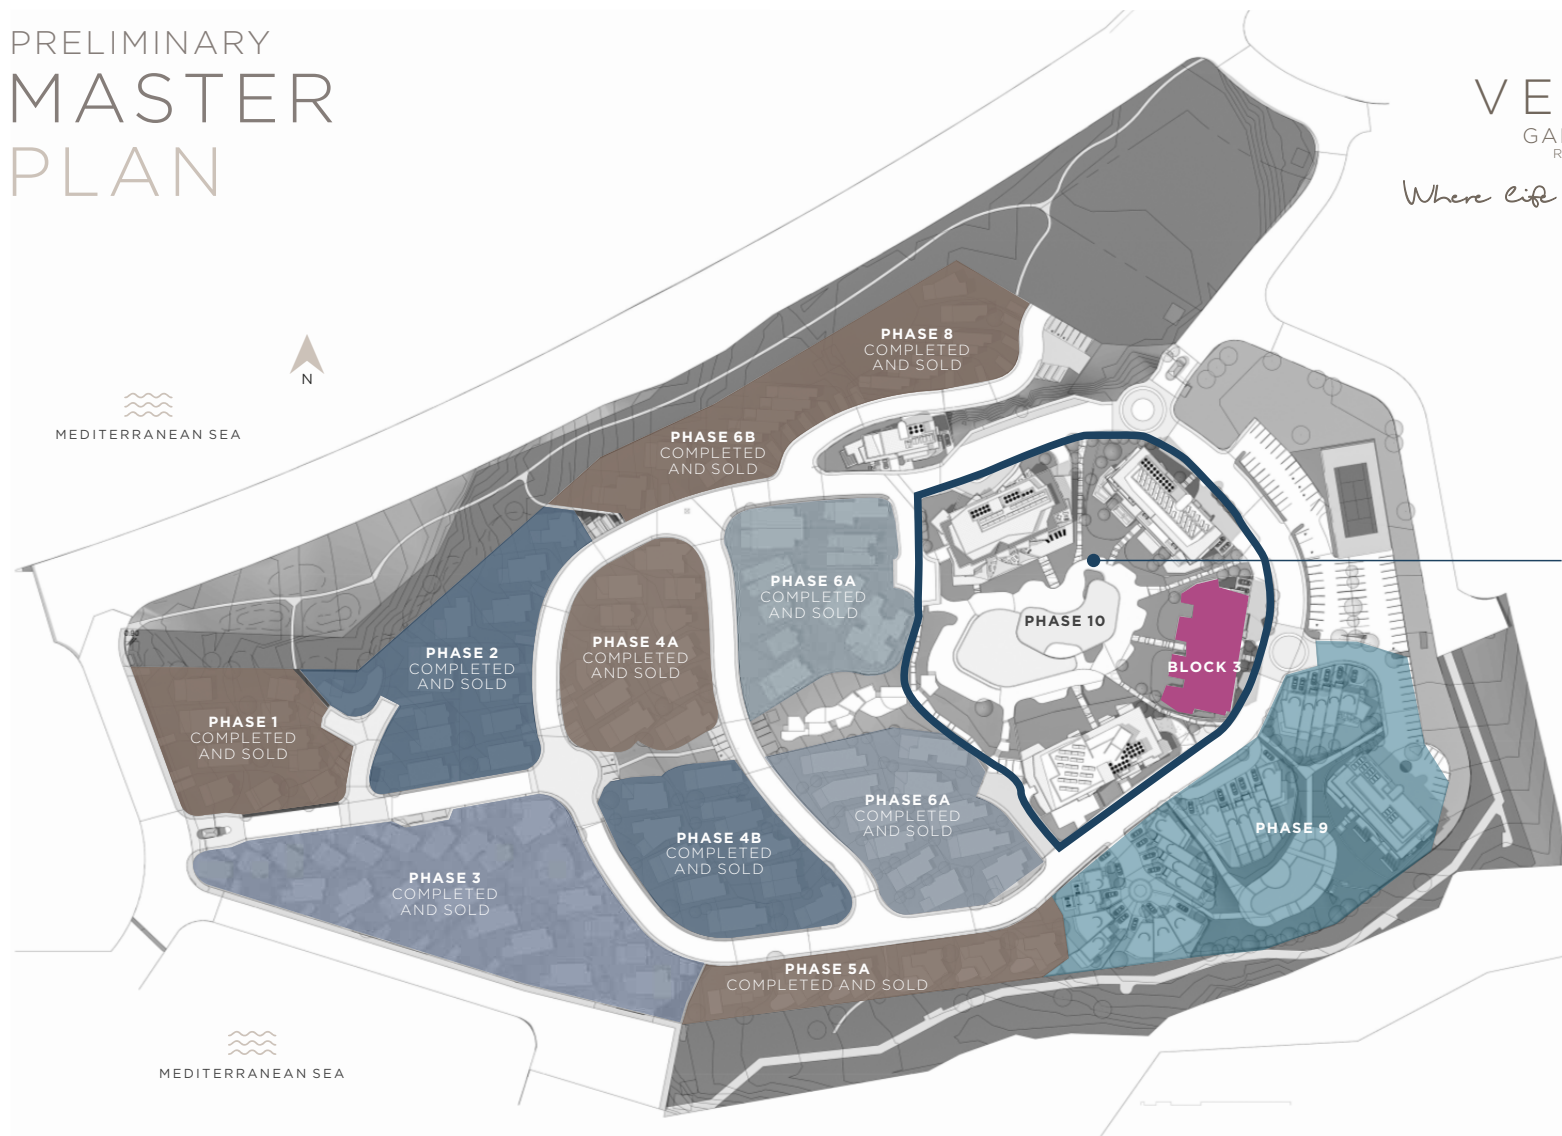 PRELIMINARY
MASTER
PLAN
VE
GA
R
Where life
N
MEDITERRANEAN SEA
PHASE 8
COMPLETED
AND SOLD
PHASE 6B
COMPLETED
AND SOLD
PHASE 6A
COMPLETED
AND SOLD
PHASE 10
PHASE 4A
COMPLETED
AND SOLD
PHASE 2
COMPLETED
AND SOLD
BLOCK 3
PHASE 1
COMPLETED
AND SOLD
PHASE 6A
COMPLETED
AND SOLD
PHASE 9
PHASE 4B
COMPLETED
AND SOLD
PHASE 3
COMPLETED
AND SOLD
PHASE 5A
COMPLETED AND SOLD
MEDITERRANEAN SEA